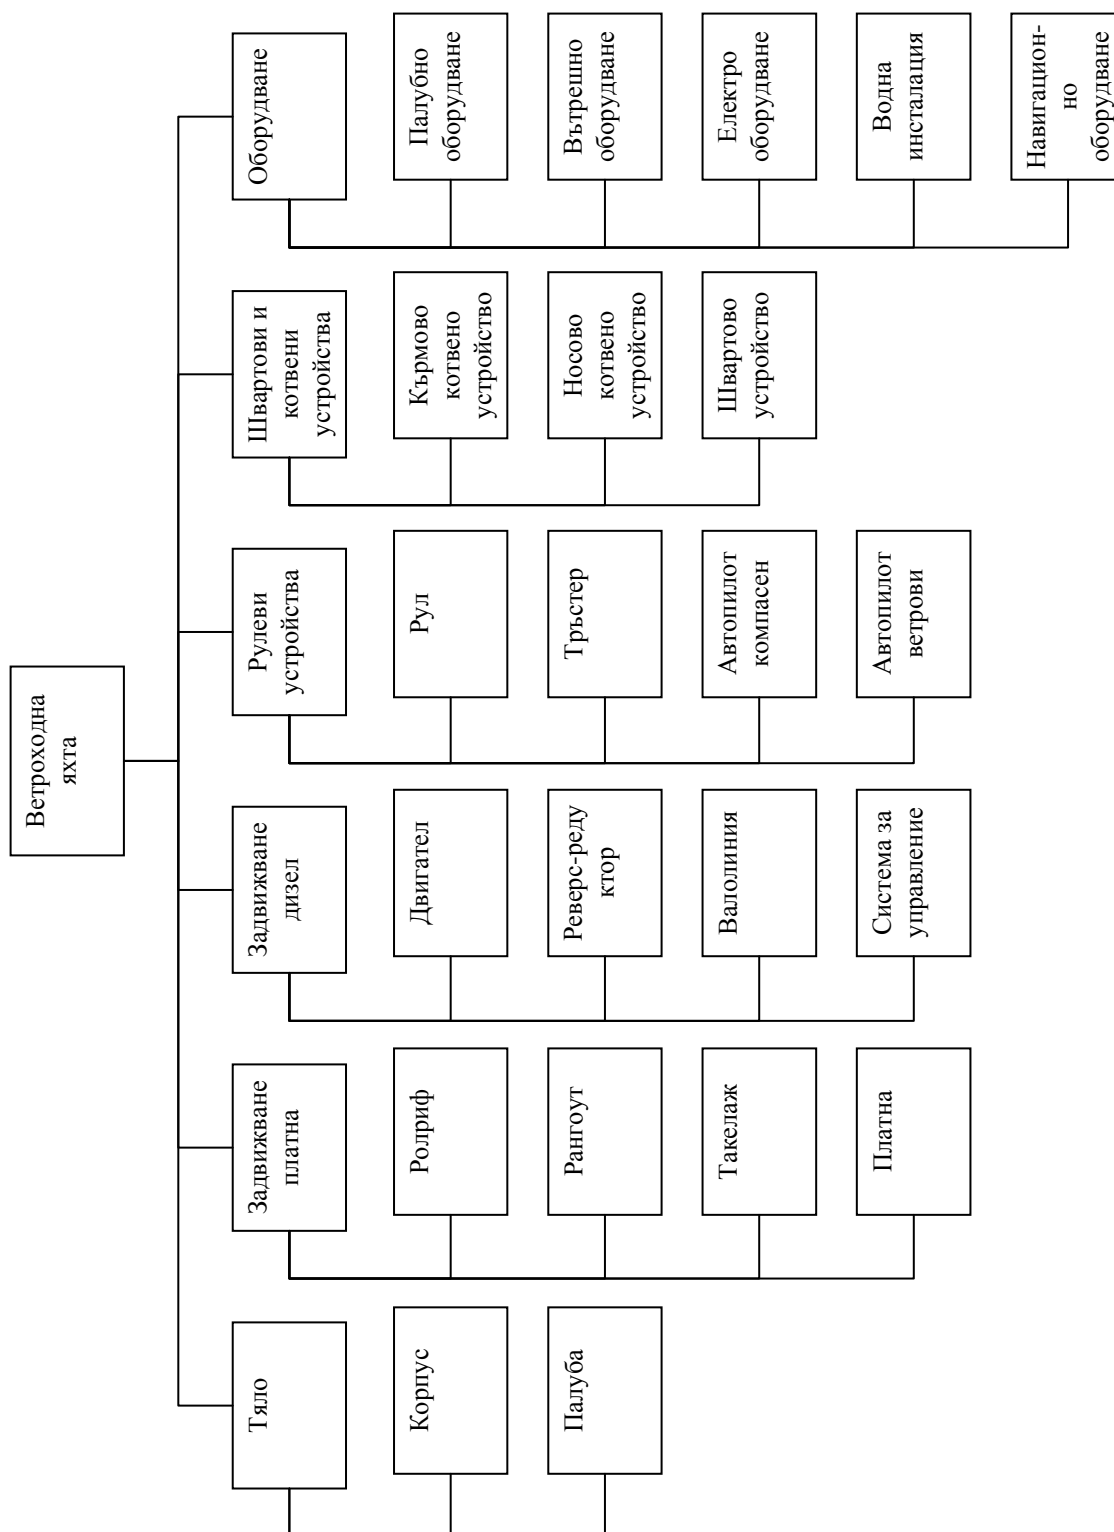 Ветроходна
яхта
Тяло
Корпус
Палуба
Задвижване
платна
Ролриф
Рангоут
Такелаж
Платна
Задвижване
дизел
Двигател
Реверс-реду
ктор
Валолиния
Система за
управление
Рулеви
устройства
Рул
Тръстер
Автопилот
компасен
Автопилот
ветрови
Швартови и
котвени
устройства
Кърмово
котвено
устройство
Носово
котвено
устройство
Швартово
устройство
Оборудване
Палубно
оборудване
Вътрешно
оборудване
Електро
оборудване
Водна
инсталация
Навигацион-
но
оборудване